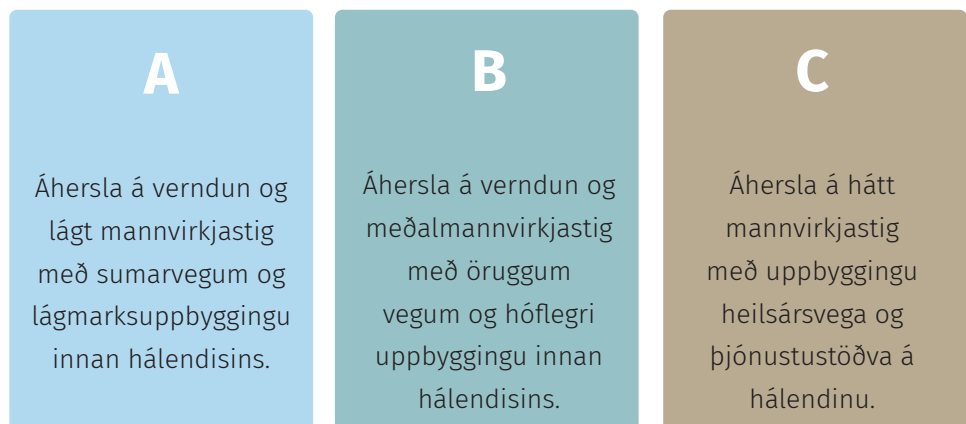 A
Áhersla á verndun og
lágt mannvirkjastig
með sumarvegum og
lágmarksuppbyggingu
innan hálendisins.
B
Áhersla á verndun og
meðalmannvirkjastig
með öruggum
vegum og hóflegri
uppbyggingu innan
hálendisins.
C
Áhersla á hátt
mannvirkjastig
með uppbyggingu
heilsársvega og
þjónustustöðva á
hálendinu.